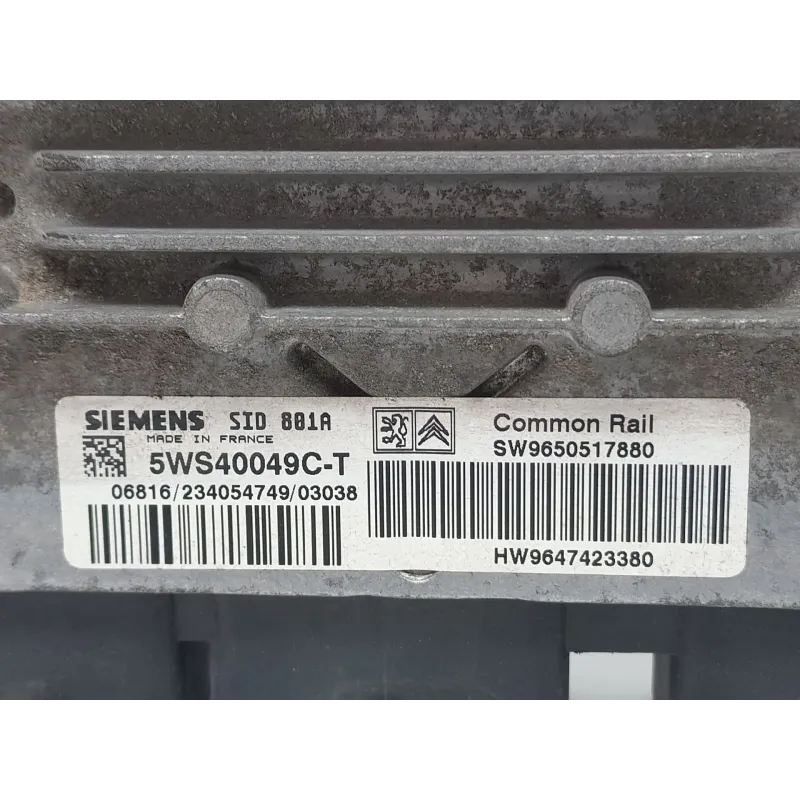 SIEMENS SID 801A
MADE IN FRANCE
5WS40049C-T
06816/234054749/03038
Common Rail
SW9650517880
HW9647423380